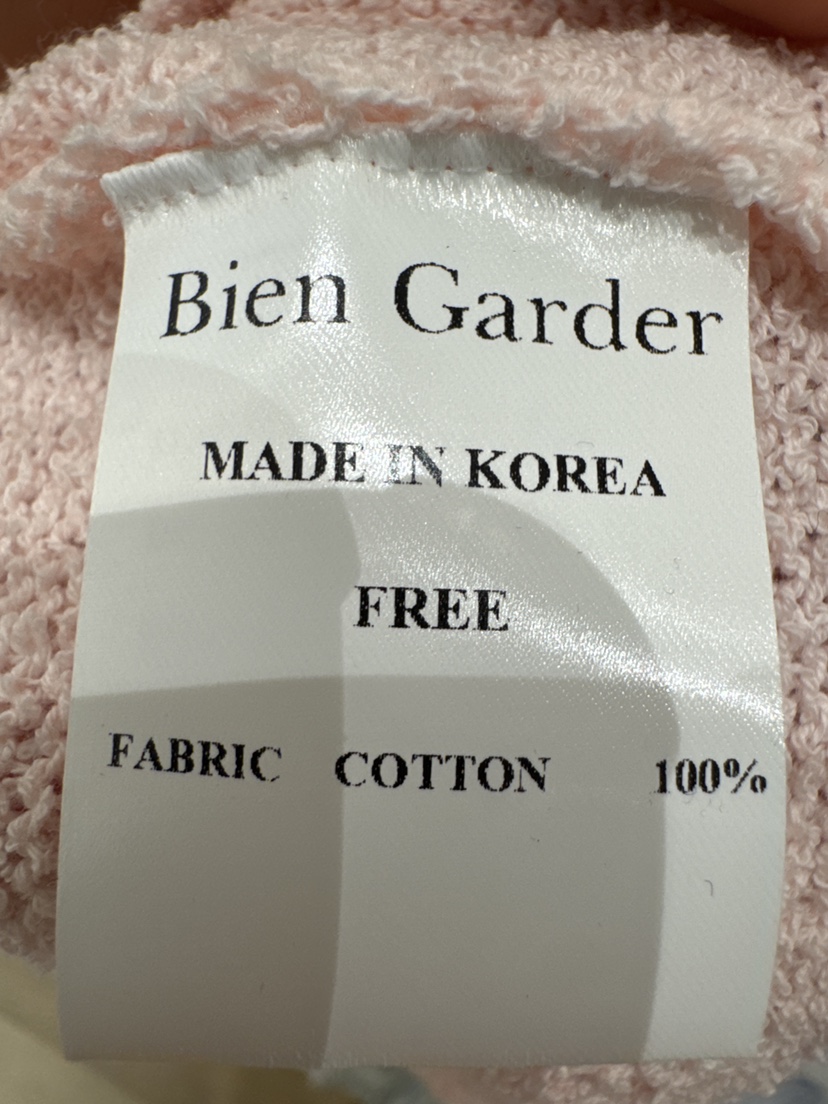 Bien Garder
MADE IN KOREA
FREE
FABRIC COTTON 100%